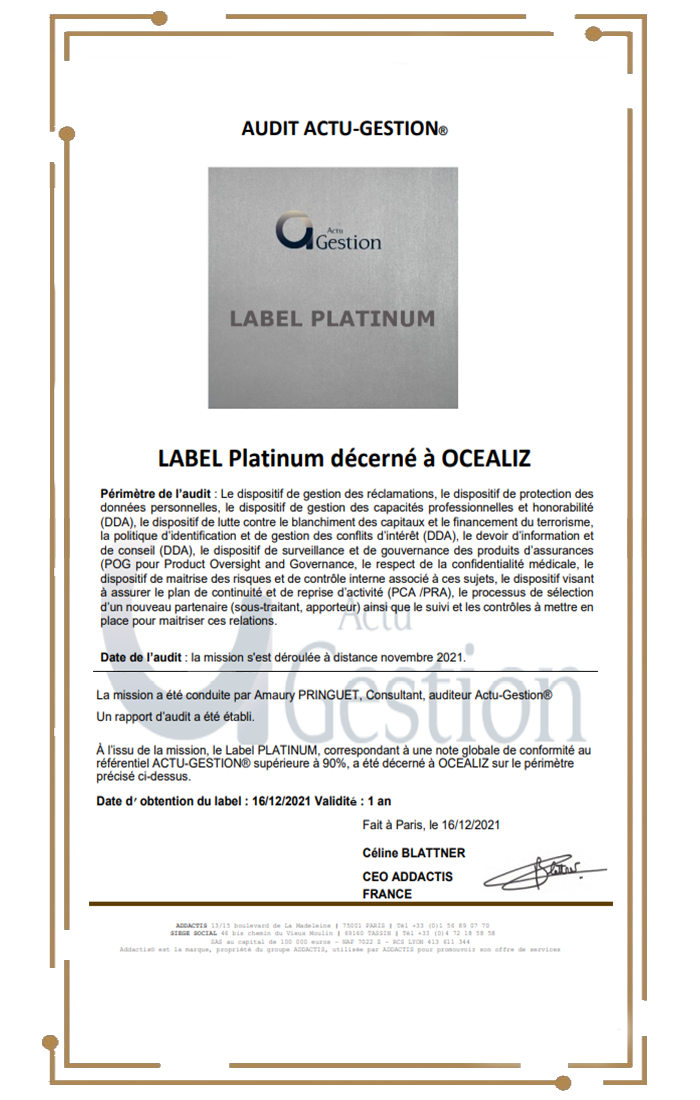 AUDIT ACTU-GESTION®
Actu
Gestion
LABEL PLATINUM
LABEL Platinum décerné à OCEALIZ
Périmètre de l'audit : Le dispositif de gestion des réclamations, le dispositif de protection des
données personnelles, le dispositif de gestion des capacités professionnelles et honorabilité
(DDA), le dispositif de lutte contre le blanchiment des capitaux et le financement du terrorisme,
la politique d'identification et de gestion des conflits d'intérêt (DDA), le devoir d'information et
de conseil (DDA), le dispositif de surveillance et de gouvernance des produits d'assurances
(POG pour Product Oversight and Governance, le respect de la confidentialité médicale, le
dispositif de maitrise des risques et de contrôle interne associé à ces sujets, le dispositif visant
à assurer le plan de continuité et de reprise d'activité (PCA /PRA), le processus de sélection
d'un nouveau partenaire (sous-traitant, apporteur) ainsi que le suivi et les contrôles à mettre en
place pour maitriser ces relations.
Actu
Gestion
Date de l'audit : la mission s'est déroulée à distance novembre 2021.
La mission a été conduite par Amaury PRINGUET, Consultant, auditeur Actu-Gestion®
Un rapport d'audit a été établi.
À l'issu de la mission, le Label PLATINUM, correspondant à une note globale de conformité au
référentiel ACTU-GESTION® supérieure à 90%, a été décerné à OCEALIZ sur le périmètre
précisé ci-dessus.
Date d' obtention du label : 16/12/2021 Validité : 1 an
Fait à Paris, le 16/12/2021
Céline BLATTNER
CEO ADDACTIS
FRANCE
Blattner
ADDACTIS 13/15 boulevard de La Madeleine | 75001 PARIS | Tél +33 (0)1 56 89 07 70
SIEGE SOCIAL 46 bis chemin du Vieux Moulin | 69160 TASSIN | Tél +33 (0)4 72 18 58 58
SAS au capital de 100 000 euros - NAF 7022 Z - RCS LYON 413 611 344
Addactis® est la marque, propriété du groupe ADDACTIS, utilisée par ADDACTIS pour promouvoir son offre de services